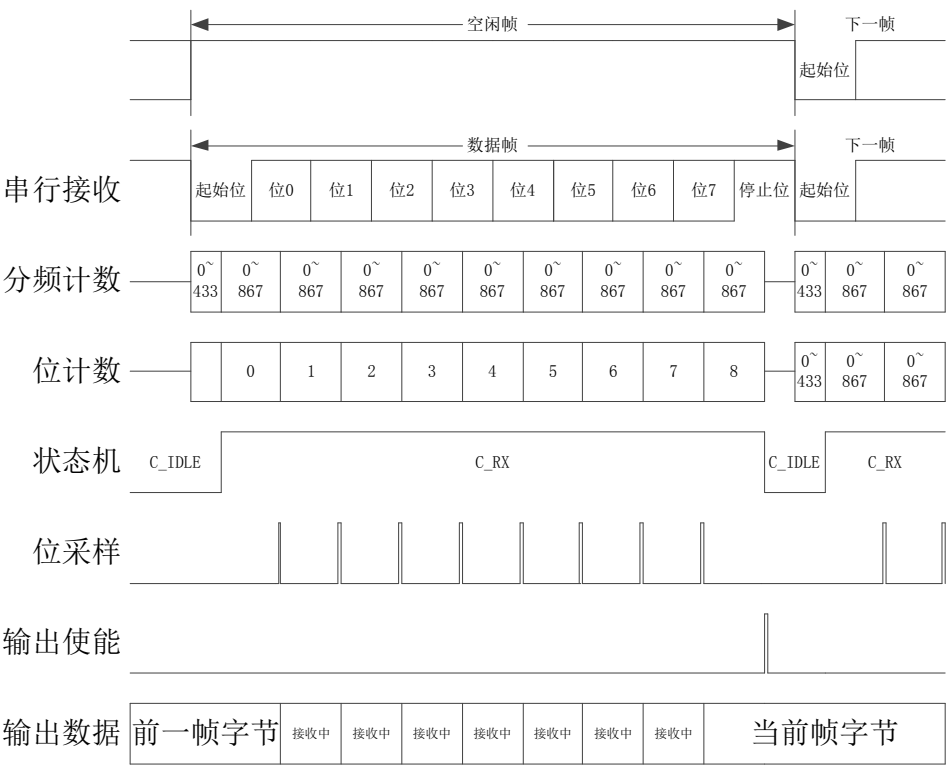 空闲帧 下一帧
起始位
数据帧 下一帧
串行接收 起始位 位0 位1 位2 位3 位4 位5 位6 位7 停止位 起始位
分频计数 0~ 0~ 0~ 0~ 0~ 0~ 0~ 0~ 0~ 0~ 0~ 0~ 0~
433 867 867 867 867 867 867 867 867 867 433 867 867
位计数 0 1 2 3 4 5 6 7 8 0~ 0~ 0~
433 867 867
状态机 C_IDLE C_RX C_IDLE C_RX
位采样
输出使能
输出数据 前一帧字节 接收中 接收中 接收中 接收中 接收中 接收中 接收中 当前帧字节